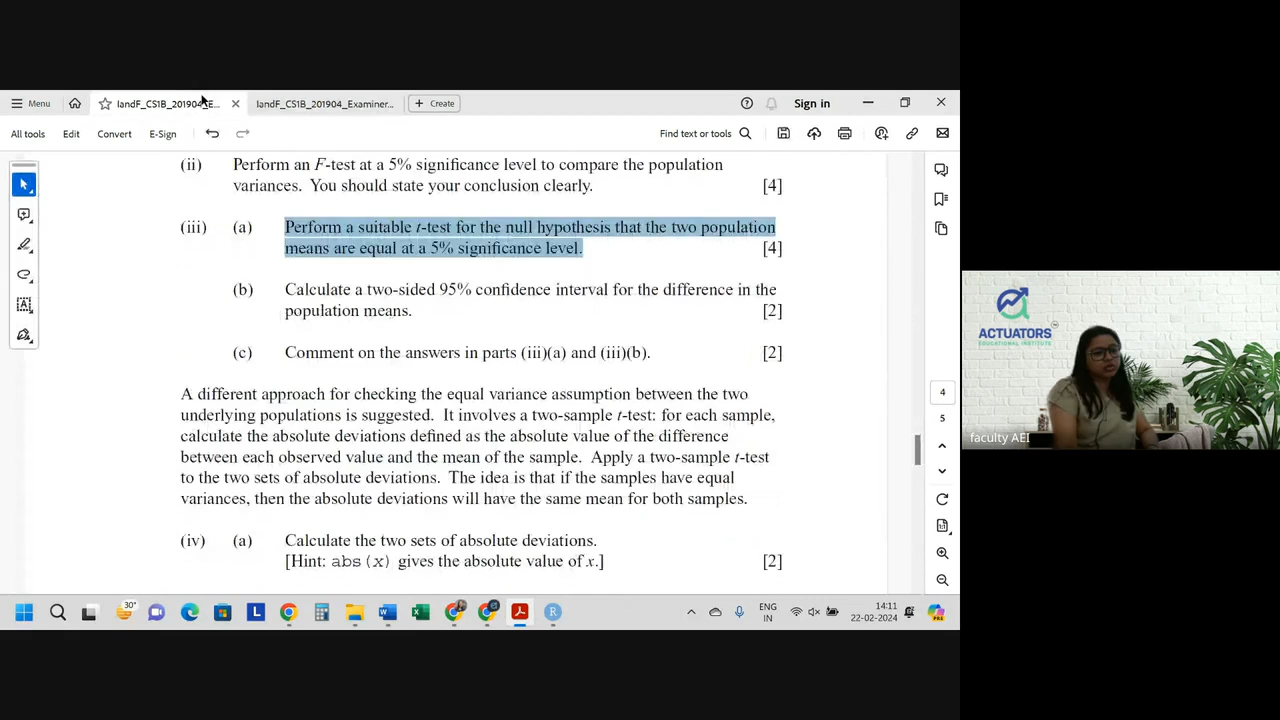 Menu
IandF_CS1B_201904_E...
IandF_CS1B_201904_Examiner...
Create
Sign in
All tools
Edit
Convert
E-Sign
Find text or tools
(ii) Perform an F-test at a 5% significance level to compare the population
variances. You should state your conclusion clearly. [4]
(iii) (a) Perform a suitable t-test for the null hypothesis that the two population
means are equal at a 5% significance level. [4]
(b) Calculate a two-sided 95% confidence interval for the difference in the
population means. [2]
(c) Comment on the answers in parts (iii)(a) and (iii)(b). [2]
A different approach for checking the equal variance assumption between the two
underlying populations is suggested. It involves a two-sample t-test: for each sample,
calculate the absolute deviations defined as the absolute value of the difference
between each observed value and the mean of the sample. Apply a two-sample t-test
to the two sets of absolute deviations. The idea is that if the samples have equal
variances, then the absolute deviations will have the same mean for both samples.
(iv) (a) Calculate the two sets of absolute deviations.
[Hint: abs(x) gives the absolute value of x.] [2]
4
5
ACTUATORS
EDUCATIONAL INSTITUTE
faculty AEI
30°
L
R
ENG
IN
14:11
22-02-2024